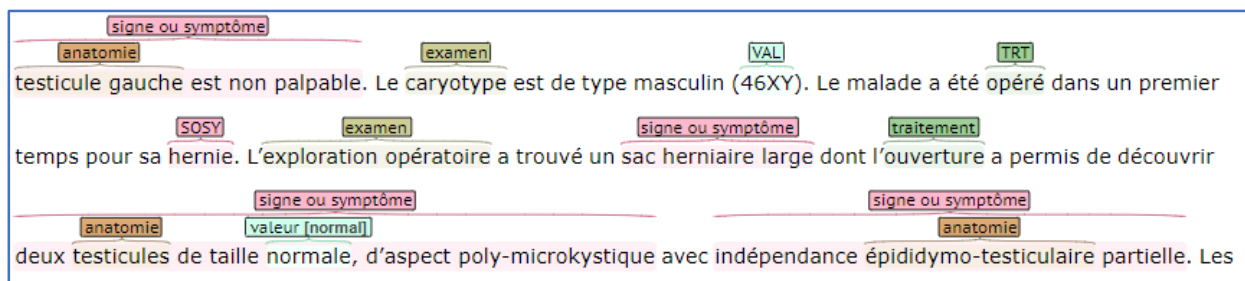 signe ou symptôme
anatomie examen VAL TRT
testicule gauche est non palpable. Le caryotype est de type masculin (46XY). Le malade a été opéré dans un premier
SOSY examen signe ou symptôme traitement
temps pour sa hernie. L’exploration opératoire a trouvé un sac herniaire large dont l’ouverture a permis de découvrir
signe ou symptôme signe ou symptôme
anatomie valeur [normal] anatomie
deux testicules de taille normale, d’aspect poly-microkystique avec indépendance épididymo-testiculaire partielle. Les